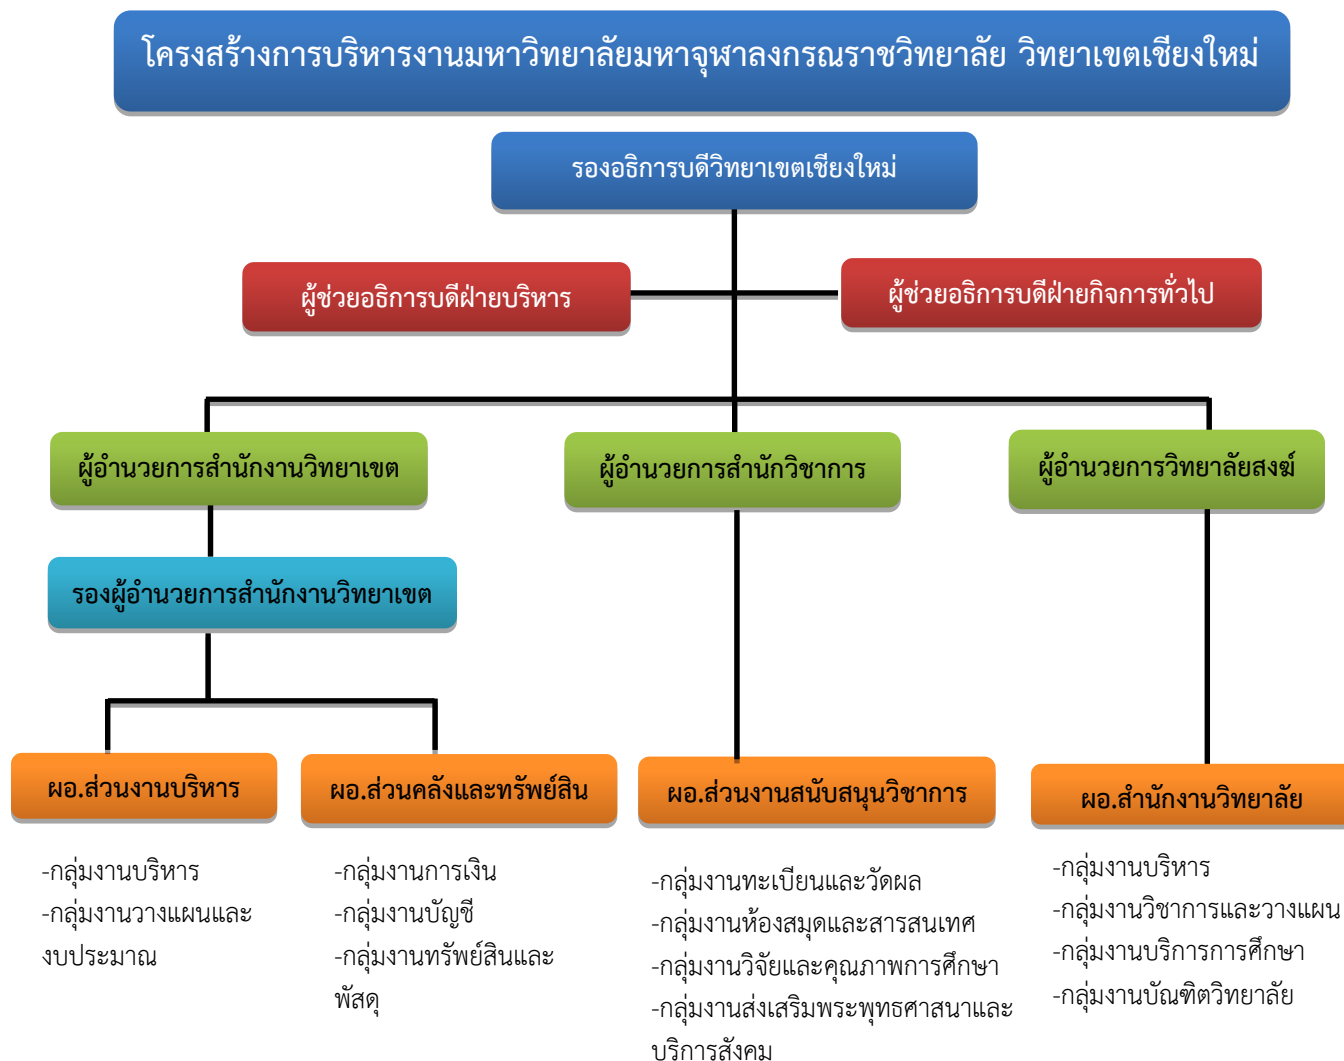 โครงสร้างการบริหารงานมหาวิทยาลัยมหาจุฬาลงกรณราชวิทยาลัย วิทยาเขตเชียงใหม่
รองอธิการบดีวิทยาเขตเชียงใหม่
ผู้ช่วยอธิการบดีฝ่ายบริหาร
ผู้ช่วยอธิการบดีฝ่ายกิจการทั่วไป
ผู้อำนวยการสำนักงานวิทยาเขต
ผู้อำนวยการสำนักวิชาการ
ผู้อำนวยการวิทยาลัยสงฆ์
รองผู้อำนวยการสำนักงานวิทยาเขต
ผอ.ส่วนงานบริหาร
ผอ.ส่วนคลังและทรัพย์สิน
ผอ.ส่วนงานสนับสนุนวิชาการ
ผอ.สำนักงานวิทยาลัย
-กลุ่มงานบริหาร
-กลุ่มงานวางแผนและ
งบประมาณ
-กลุ่มงานการเงิน
-กลุ่มงานบัญชี
-กลุ่มงานทรัพย์สินและ
พัสดุ
-กลุ่มงานทะเบียนและวัดผล
-กลุ่มงานห้องสมุดและสารสนเทศ
-กลุ่มงานวิจัยและคุณภาพการศึกษา
-กลุ่มงานส่งเสริมพระพุทธศาสนาและ
บริการสังคม
-กลุ่มงานบริหาร
-กลุ่มงานวิชาการและวางแผน
-กลุ่มงานบริการการศึกษา
-กลุ่มงานบัณฑิตวิทยาลัย